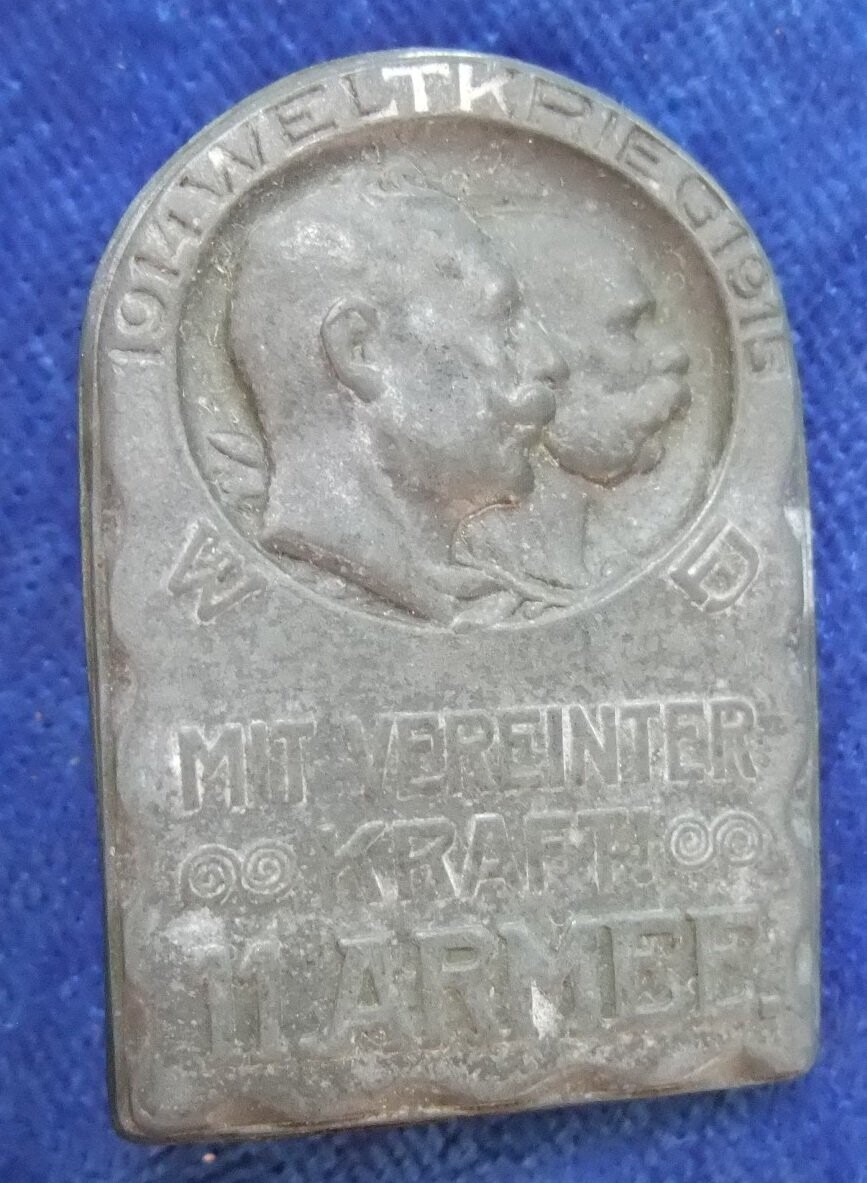 1914 WELTKRIEG 1915
W D
MIT VEREINTER
KRAFT!
11. ARMEE